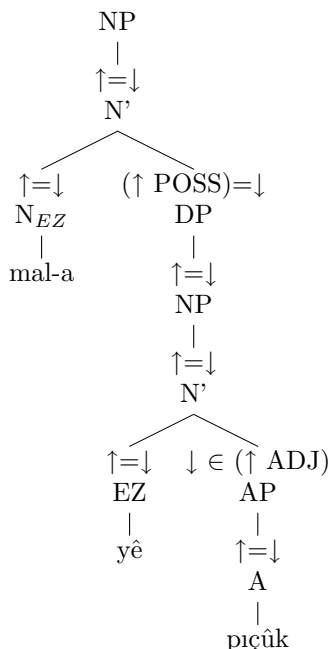 NP
↑=↓
N'
↑=↓ (↑ POSS)=↓
N_EZ DP
mal-a ↑=↓
NP
↑=↓
N'
↑=↓ ↓ ∈ (↑ ADJ)
EZ AP
yê ↑=↓
A
pıçûk